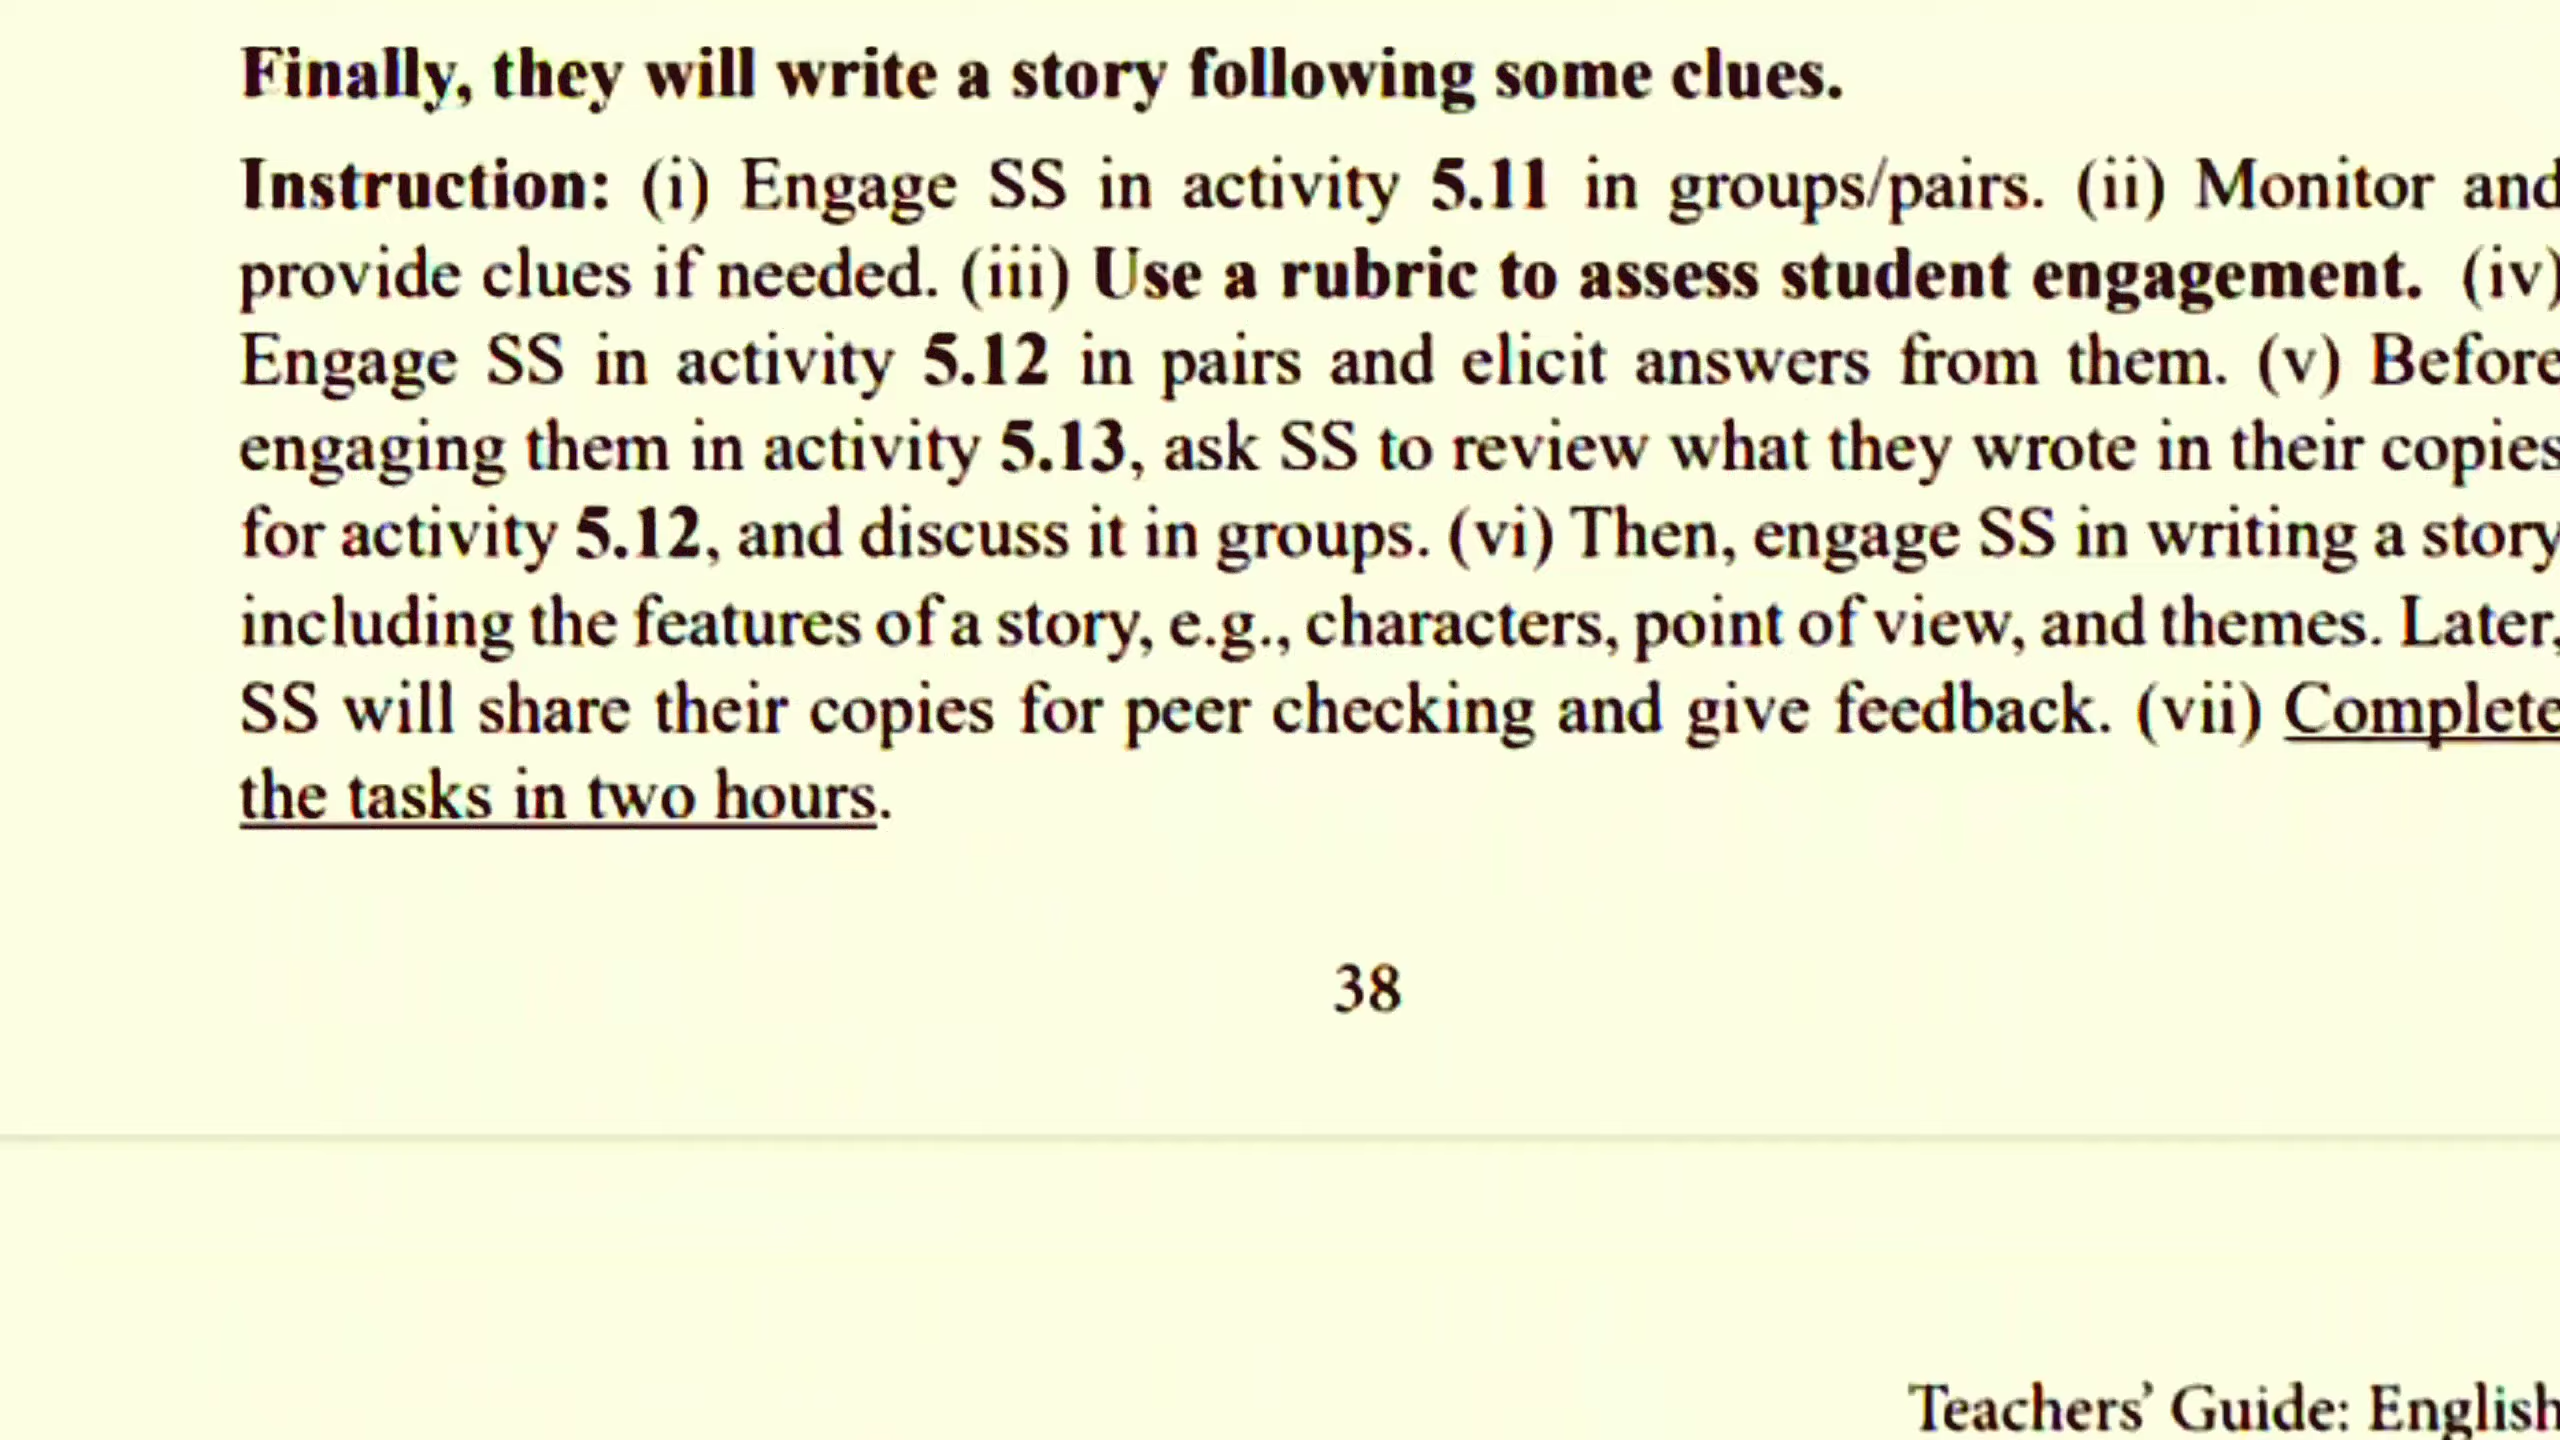 Finally, they will write a story following some clues.
Instruction: (i) Engage SS in activity 5.11 in groups/pairs. (ii) Monitor and
provide clues if needed. (iii) Use a rubric to assess student engagement. (iv)
Engage SS in activity 5.12 in pairs and elicit answers from them. (v) Before
engaging them in activity 5.13, ask SS to review what they wrote in their copies
for activity 5.12, and discuss it in groups. (vi) Then, engage SS in writing a story
including the features of a story, e.g., characters, point of view, and themes. Later,
SS will share their copies for peer checking and give feedback. (vii) Complete
the tasks in two hours.
38
Teachers’ Guide: English